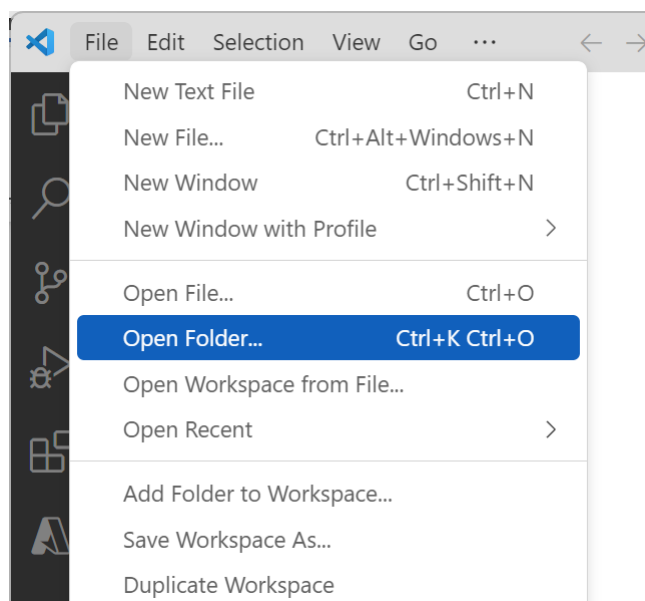 File Edit Selection View Go ···
New Text File Ctrl+N
New File... Ctrl+Alt+Windows+N
New Window Ctrl+Shift+N
New Window with Profile
Open File... Ctrl+O
Open Folder... Ctrl+K Ctrl+O
Open Workspace from File...
Open Recent
Add Folder to Workspace...
Save Workspace As...
Duplicate Workspace